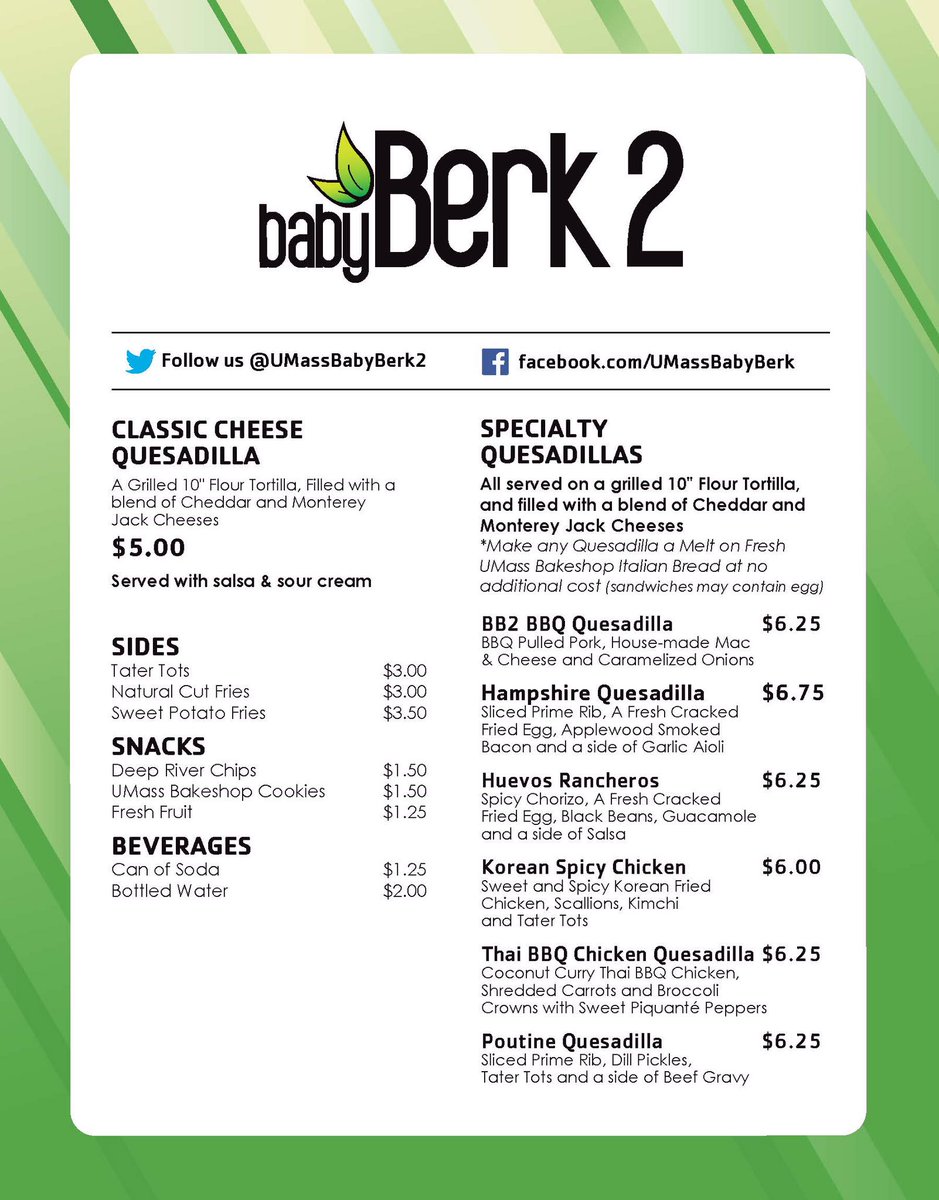 babyBerk 2
Follow us @UMassBabyBerk2
facebook.com/UMassBabyBerk
CLASSIC CHEESE
QUESADILLA
A Grilled 10" Flour Tortilla, Filled with a
blend of Cheddar and Monterey
Jack Cheeses
$5.00
Served with salsa & sour cream
SIDES
Tater Tots $3.00
Natural Cut Fries $3.00
Sweet Potato Fries $3.50
SNACKS
Deep River Chips $1.50
UMass Bakeshop Cookies $1.50
Fresh Fruit $1.25
BEVERAGES
Can of Soda $1.25
Bottled Water $2.00
SPECIALTY
QUESADILLAS
All served on a grilled 10" Flour Tortilla,
and filled with a blend of Cheddar and
Monterey Jack Cheeses
*Make any Quesadilla a Melt on Fresh
UMass Bakeshop Italian Bread at no
additional cost (sandwiches may contain egg)
BB2 BBQ Quesadilla $6.25
BBQ Pulled Pork, House-made Mac
& Cheese and Caramelized Onions
Hampshire Quesadilla $6.75
Sliced Prime Rib, A Fresh Cracked
Fried Egg, Applewood Smoked
Bacon and a side of Garlic Aioli
Huevos Rancheros $6.25
Spicy Chorizo, A Fresh Cracked
Fried Egg, Black Beans, Guacamole
and a side of Salsa
Korean Spicy Chicken $6.00
Sweet and Spicy Korean Fried
Chicken, Scallions, Kimchi
and Tater Tots
Thai BBQ Chicken Quesadilla $6.25
Coconut Curry Thai BBQ Chicken,
Shredded Carrots and Broccoli
Crowns with Sweet Piquanté Peppers
Poutine Quesadilla $6.25
Sliced Prime Rib, Dill Pickles,
Tater Tots and a side of Beef Gravy